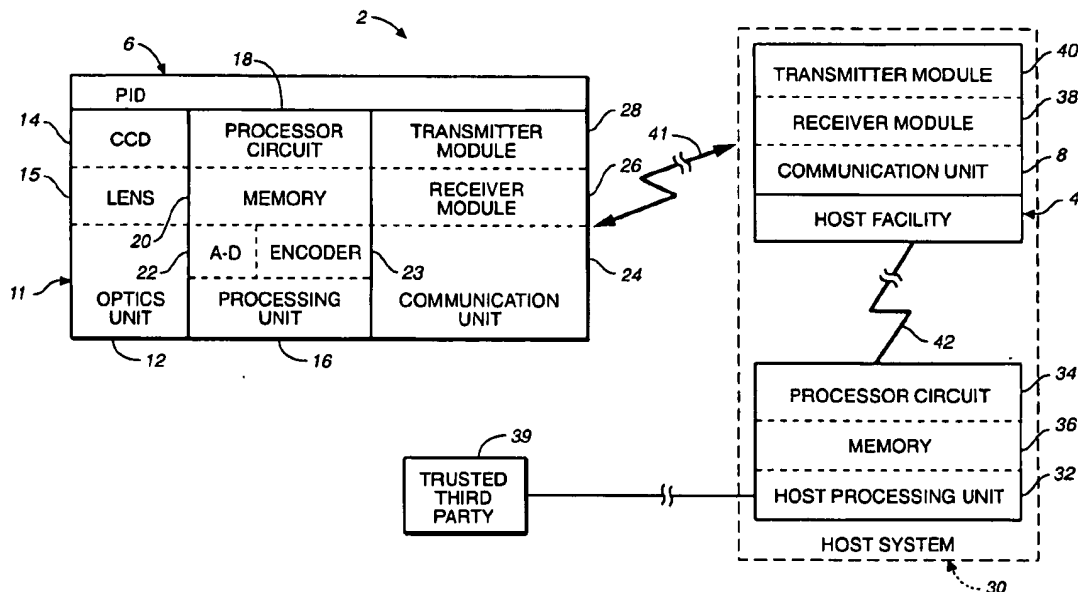 2
6
18
PID
14
CCD
PROCESSOR
CIRCUIT
TRANSMITTER
MODULE
28
41
15
LENS
MEMORY
RECEIVER
MODULE
26
20
22
A-D
ENCODER
23
24
11
OPTICS
UNIT
PROCESSING
UNIT
COMMUNICATION
UNIT
12
16
TRANSMITTER MODULE
40
RECEIVER MODULE
38
COMMUNICATION UNIT
8
HOST FACILITY
4
42
PROCESSOR CIRCUIT
34
MEMORY
36
HOST PROCESSING UNIT
32
39
TRUSTED
THIRD
PARTY
HOST SYSTEM
30